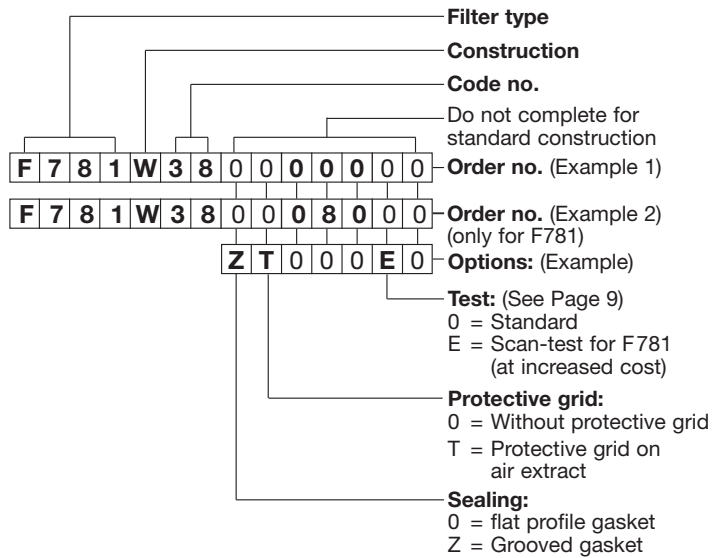 Filter type
Construction
Code no.
Do not complete for
standard construction
F 7 8 1 W 3 8 0 0 0 0 0 0 0 Order no. (Example 1)
F 7 8 1 W 3 8 0 0 0 8 0 0 0 Order no. (Example 2)
(only for F781)
Z T 0 0 0 E 0 Options: (Example)
Test: (See Page 9)
0 = Standard
E = Scan-test for F781
(at increased cost)
Protective grid:
0 = Without protective grid
T = Protective grid on
air extract
Sealing:
0 = flat profile gasket
Z = Grooved gasket